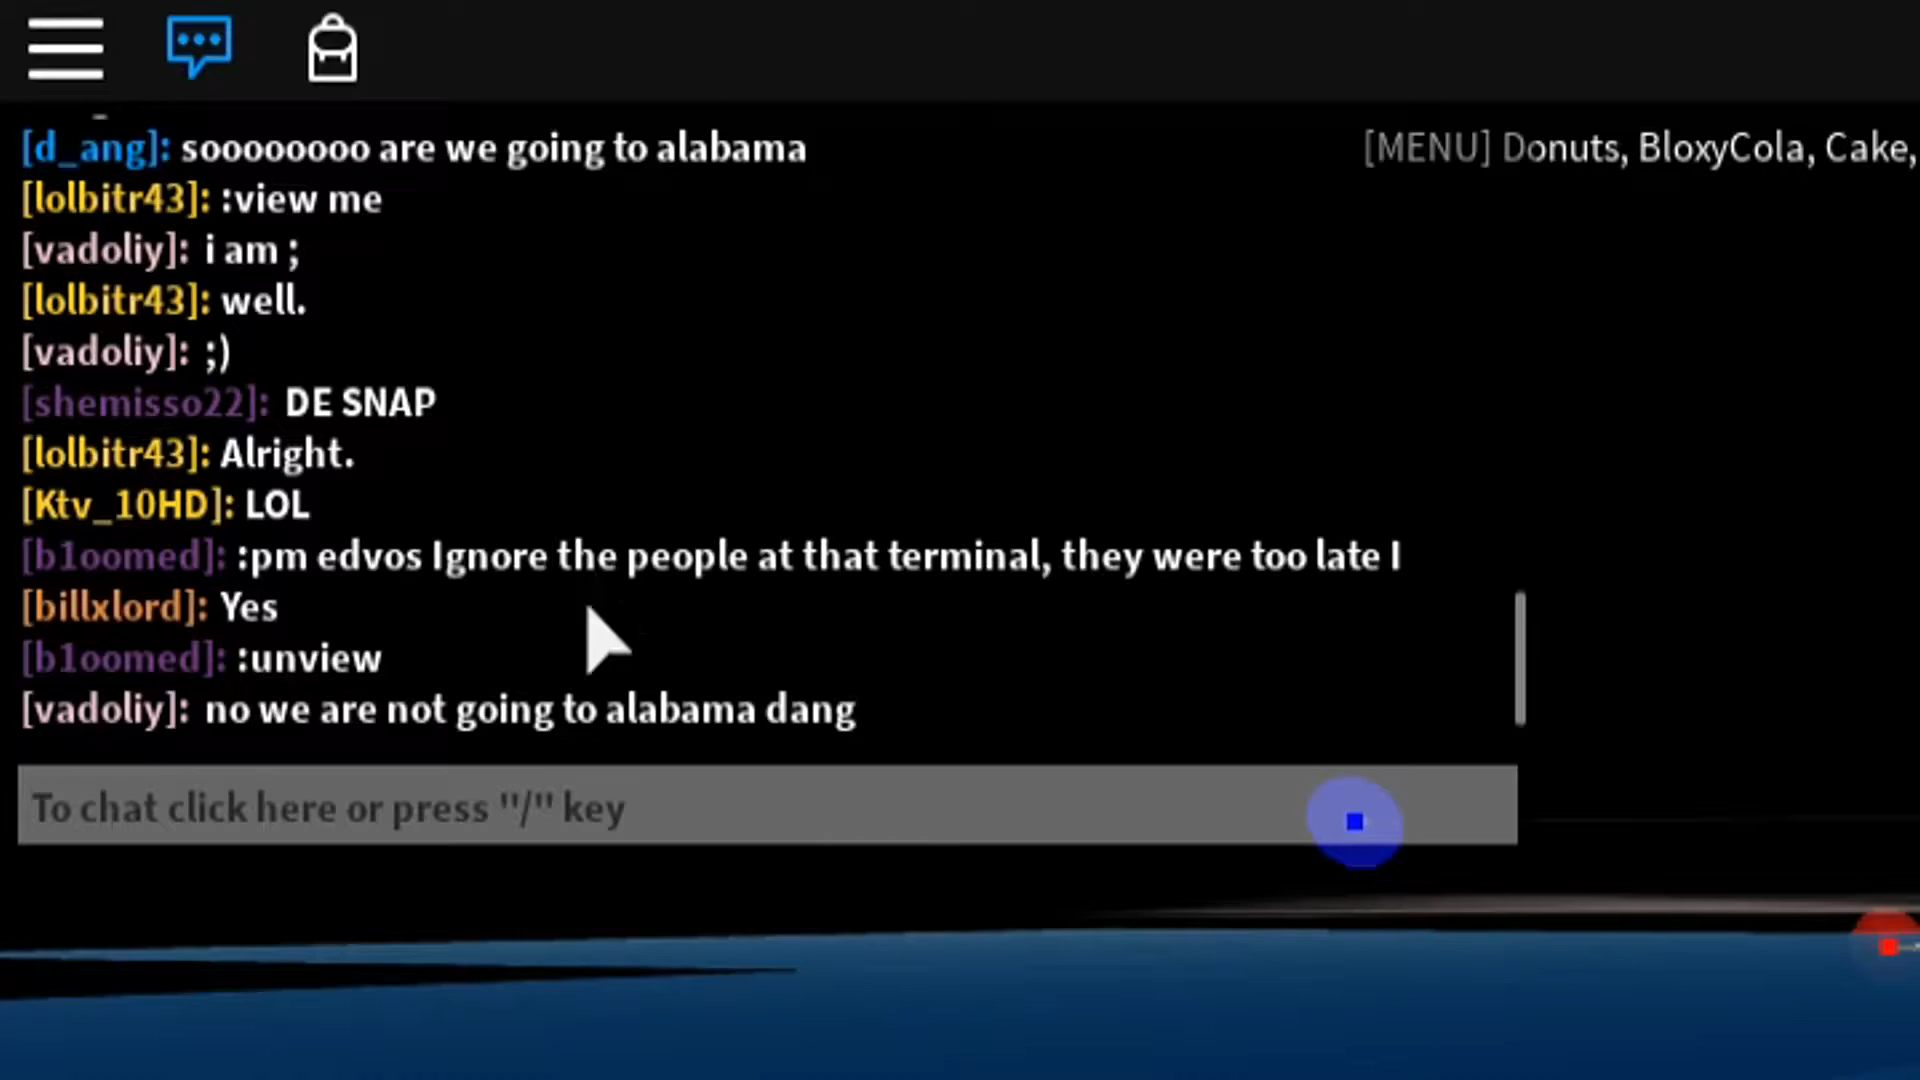 [d_ang]: sooooooooo are we going to alabama
[MENU] Donuts, BloxyCola, Cake,
[lolbitr43]: :view me
[vadoliy]: i am ;
[lolbitr43]: well.
[vadoliy]: ;)
[shemisso22]: DE SNAP
[lolbitr43]: Alright.
[Ktv_10HD]: LOL
[b1oomed]: :pm edvos Ignore the people at that terminal, they were too late I
[billxlord]: Yes
[b1oomed]: :unview
[vadoliy]: no we are not going to alabama dang
To chat click here or press "/" key